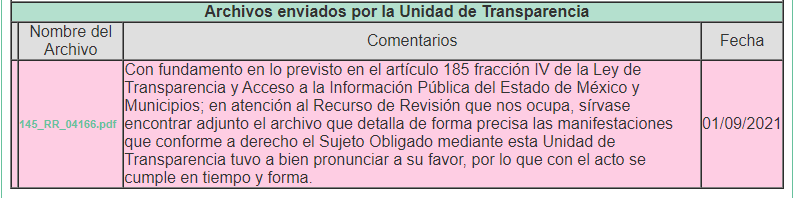 Archivos enviados por la Unidad de Transparencia
Nombre del
Archivo
Comentarios
Fecha
145_RR_04166.pdf
Con fundamento en lo previsto en el artículo 185 fracción IV de la Ley de
Transparencia y Acceso a la Información Pública del Estado de México y
Municipios; en atención al Recurso de Revisión que nos ocupa, sírvase
encontrar adjunto el archivo que detalla de forma precisa las manifestaciones
que conforme a derecho el Sujeto Obligado mediante esta Unidad de
Transparencia tuvo a bien pronunciar a su favor, por lo que con el acto se
cumple en tiempo y forma.
01/09/2021